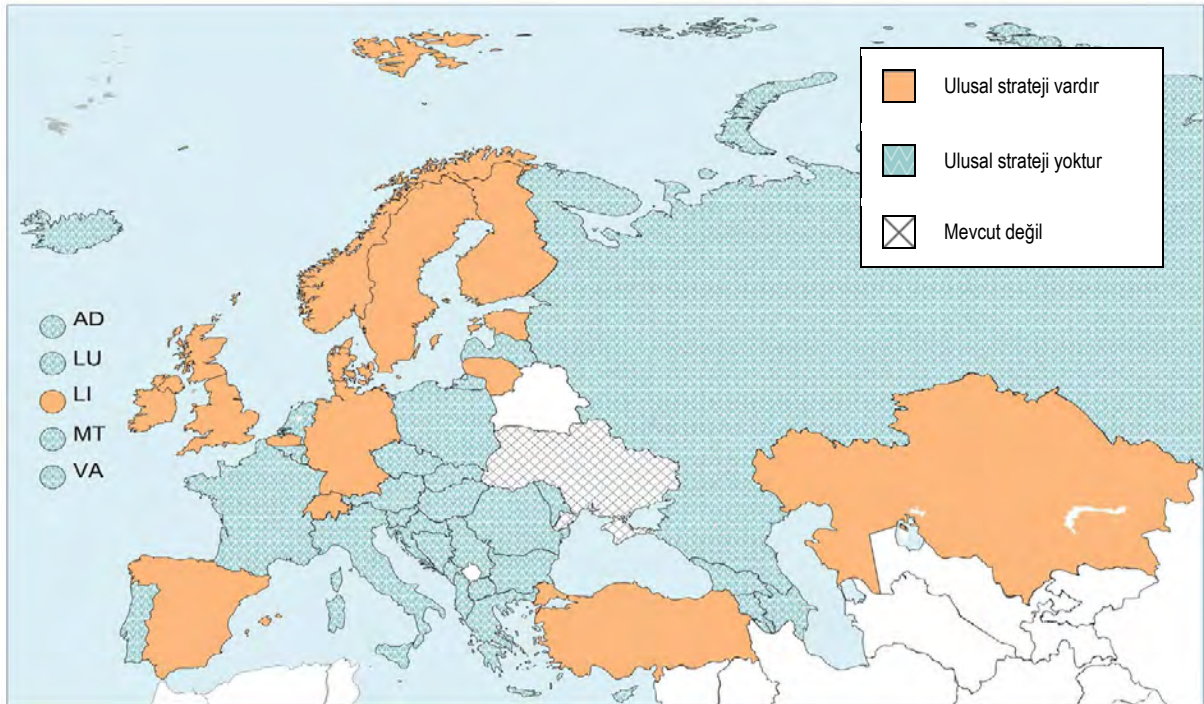 Ulusal strateji vardır
Ulusal strateji yoktur
Mevcut değil
AD
LU
LI
MT
VA